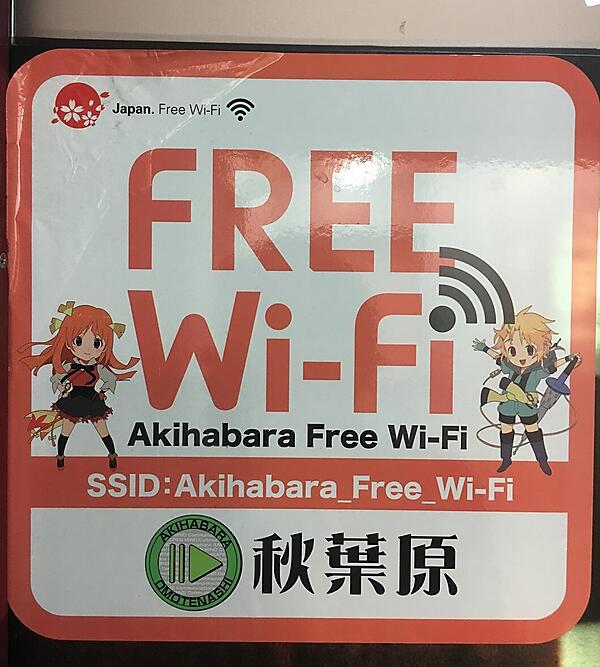 Japan. Free Wi-Fi
FREE
Wi-Fi
Akihabara Free Wi-Fi
SSID:Akihabara_Free_Wi-Fi
AKIHABARA
OMOTENASHI
秋葉原